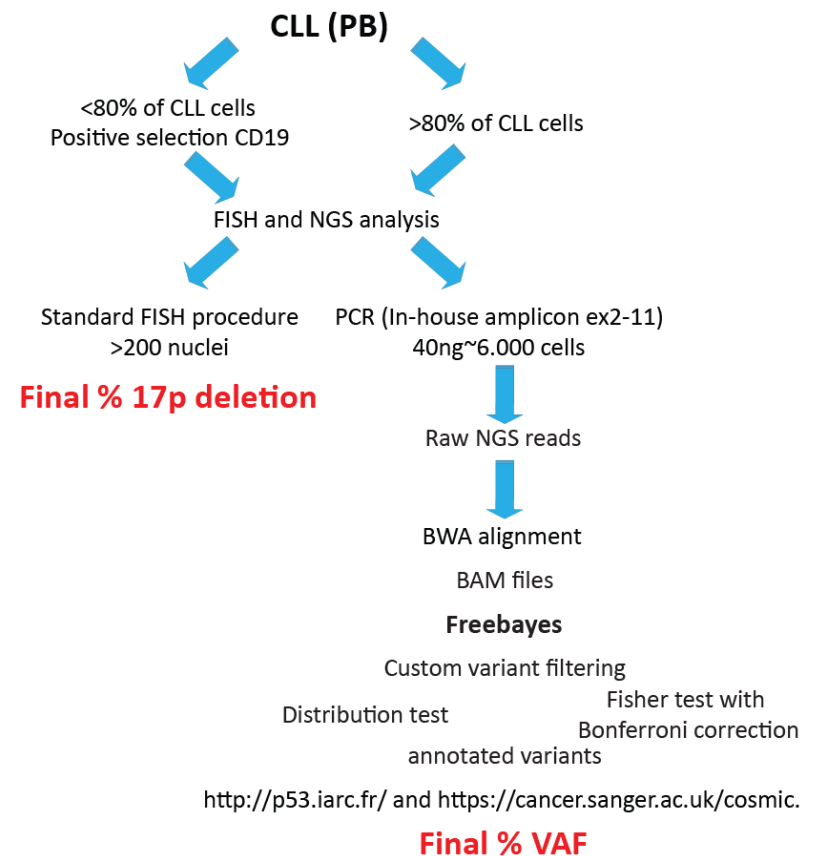 CLL (PB)
<80% of CLL cells
Positive selection CD19
>80% of CLL cells
FISH and NGS analysis
Standard FISH procedure
>200 nuclei
Final % 17p deletion
PCR (In-house amplicon ex2-11)
40ng~6.000 cells
Raw NGS reads
BWA alignment
BAM files
Freebayes
Custom variant filtering
Distribution test
Fisher test with
Bonferroni correction
annotated variants
http://p53.iarc.fr/ and https://cancer.sanger.ac.uk/cosmic.
Final % VAF